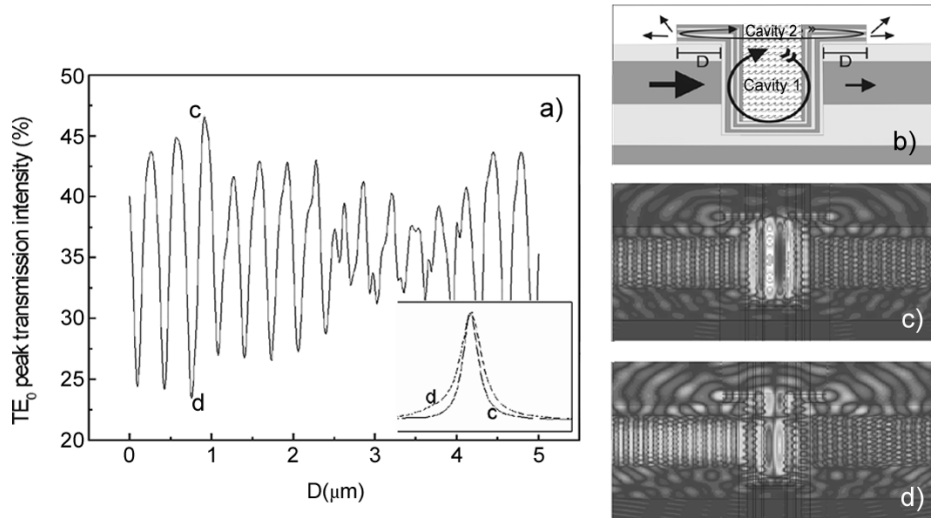 a)
TE0 peak transmission intensity (%)
50
45
40
35
30
25
20
c
d
d
c
0
1
2
3
4
5
D(μm)
Cavity 2
D
D
Cavity 1
b)
c)
d)